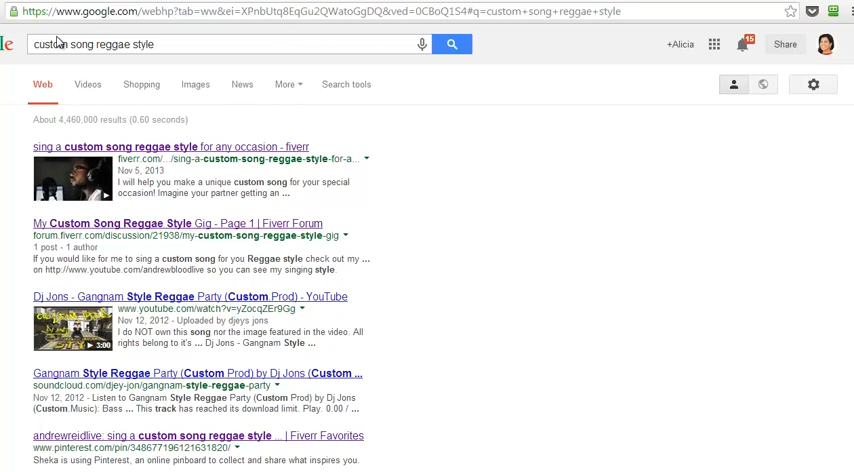 https://www.google.com/webhp?tab=ww&ei=XPnbUtq8EqGu2QWatoGgDQ&ved=0CBoQ1S4#q=custom+song+reggae+style
le custom song reggae style +Alicia 15 Share
Web Videos Shopping Images News More Search tools
About 4,460,000 results (0.60 seconds)
sing a custom song reggae style for any occasion - fiverr
fiverr.com/.../sing-a-custom-song-reggae-style-for-a...
Nov 5, 2013
I will help you make a unique custom song for your special
occasion! Imagine your partner getting an ...
My Custom Song Reggae Style Gig - Page 1 | Fiverr Forum
forum.fiverr.com/discussion/21938/my-custom-song-reggae-style-gig
1 post - 1 author
If you would like for me to sing a custom song for you Reggae style check out my ...
on http://www.youtube.com/andrewbloodlive so you can see my singing style.
Dj Jons - Gangnam Style Reggae Party (Custom.Prod) - YouTube
www.youtube.com/watch?v=yZocqZEr9Gg
Nov 12, 2012 - Uploaded by djeys jons
I do NOT own this song nor the image featured in the video. All
rights belong to it's ... Dj Jons - Gangnam Style ...
3:00
Gangnam Style Reggae Party (Custom Prod) by Dj Jons (Custom ...
soundcloud.com/djey-jon/gangnam-style-reggae-party
Nov 12, 2012 - Listen to Gangnam Style Reggae Party (Custom Prod) by Dj Jons
(Custom.Music): Bass ... This track has reached its download limit. Play. 0.00 / ...
andrewreidlive: sing a custom song reggae style ... | Fiverr Favorites
www.pinterest.com/pin/348677196121631820/
Sheka is using Pinterest, an online pinboard to collect and share what inspires you.